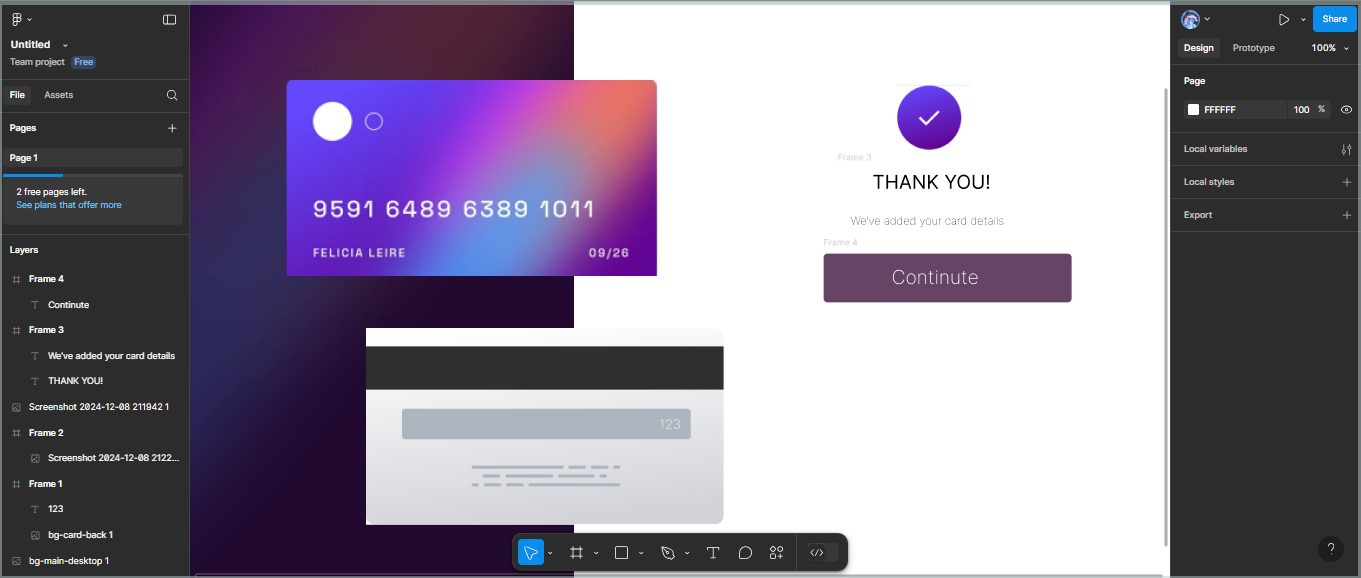 Untitled
Team project Free
File Assets
Pages
Page 1
2 free pages left.
See plans that offer more
Layers
Frame 4
Continute
Frame 3
We've added your card details
THANK YOU!
Screenshot 2024-12-08 211942 1
Frame 2
Screenshot 2024-12-08 2122...
Frame 1
123
bg-card-back 1
bg-main-desktop 1
9591 6489 6389 1011
FELICIA LEIRE 09/26
123
Frame 3
THANK YOU!
We've added your card details
Frame 4
Continute
Share
Design Prototype 100%
Page
FFFFFF 100 %
Local variables
Local styles
Export
?